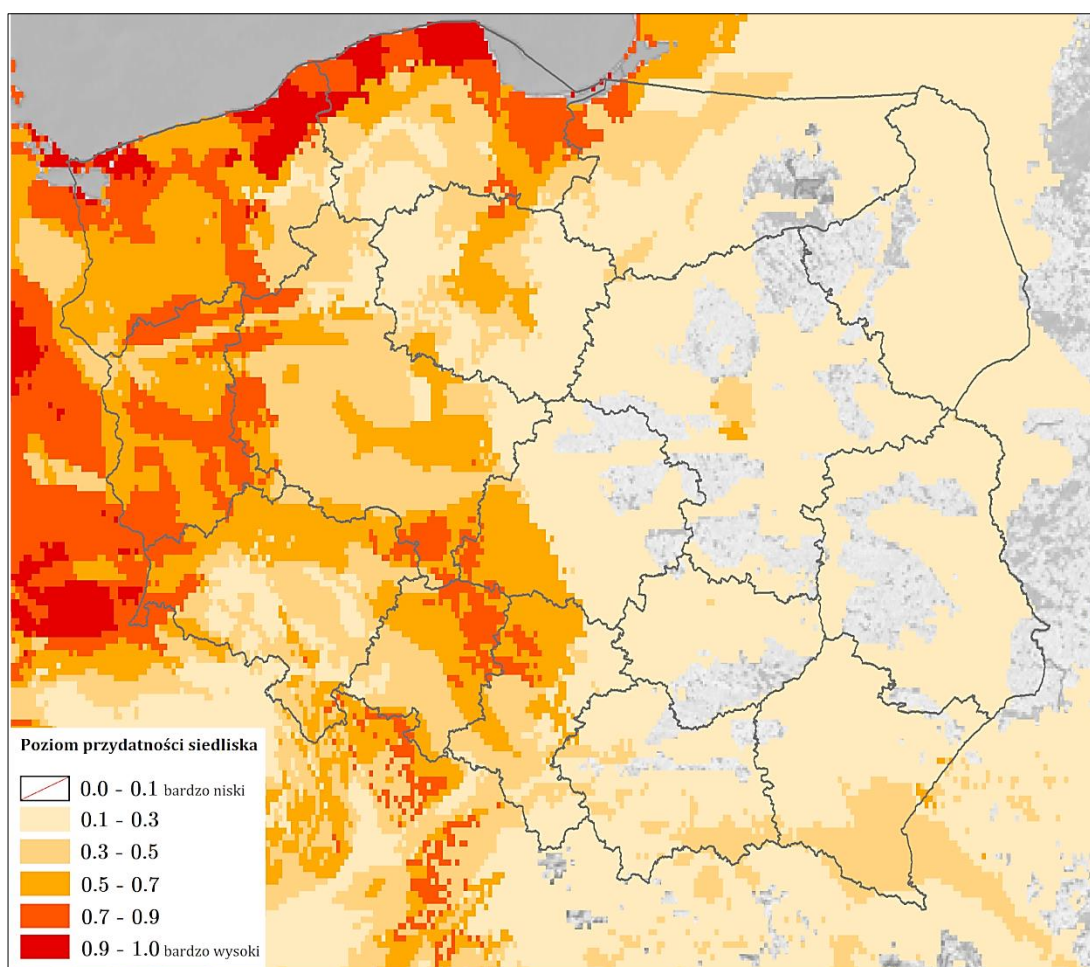 Poziom przydatności siedliska
0.0 - 0.1 bardzo niski
0.1 - 0.3
0.3 - 0.5
0.5 - 0.7
0.7 - 0.9
0.9 - 1.0 bardzo wysoki